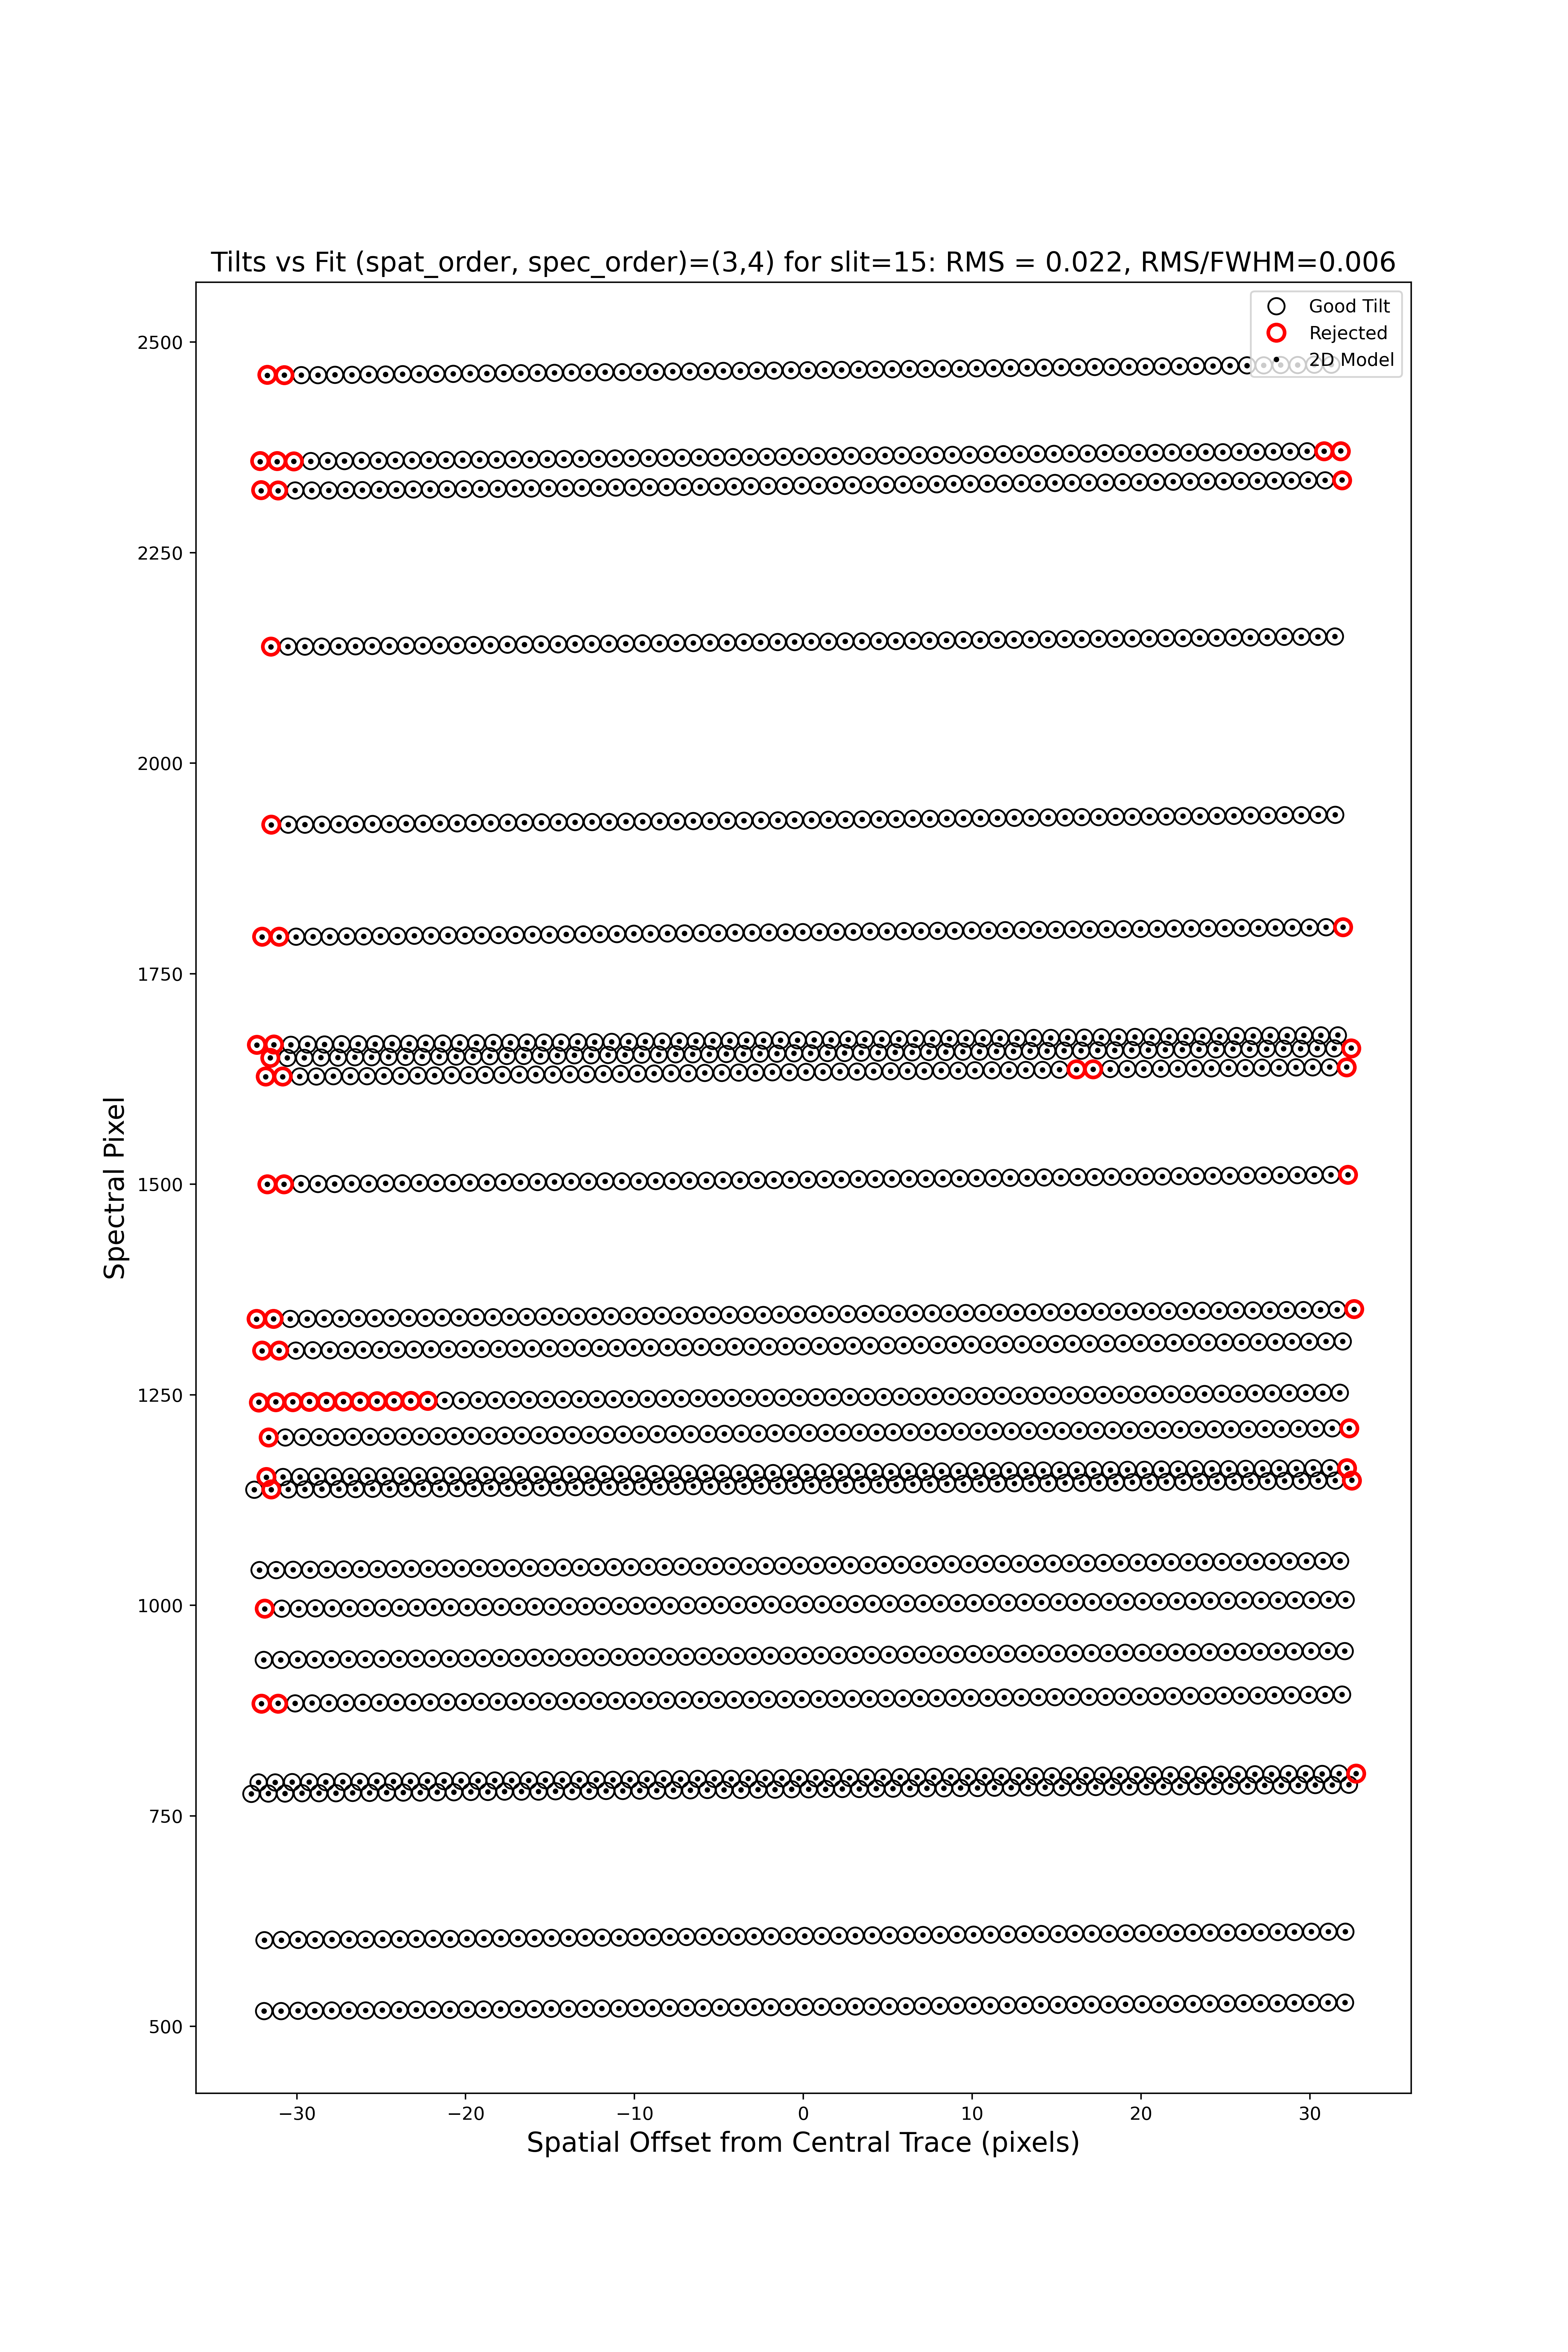 Tilts vs Fit (spat_order, spec_order)=(3,4) for slit=15: RMS = 0.022, RMS/FWHM=0.006
Good Tilt
Rejected
2D Model
2500
2250
2000
1750
1500
1250
1000
750
500
Spectral Pixel
−30
−20
−10
0
10
20
30
Spatial Offset from Central Trace (pixels)